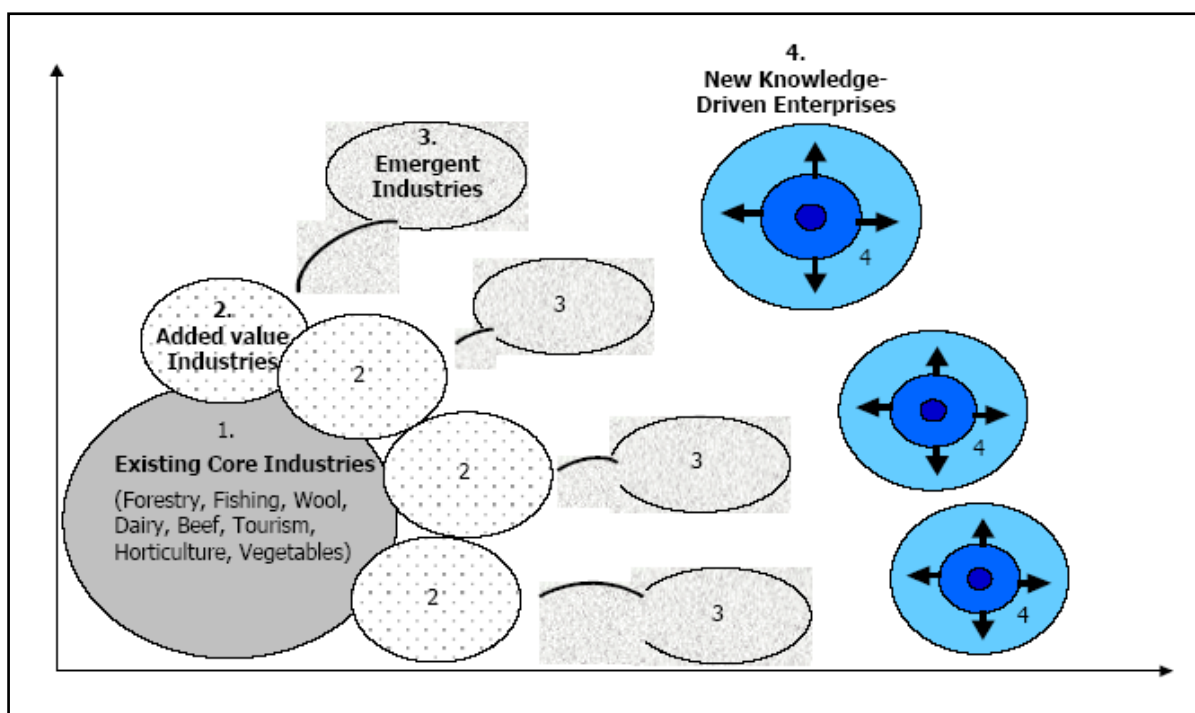 4.
New Knowledge-
Driven Enterprises
3.
Emergent
Industries
4
3
2.
Added value
Industries
2
1.
Existing Core Industries
(Forestry, Fishing, Wool,
Dairy, Beef, Tourism,
Horticulture, Vegetables)
2
3
4
2
3
4